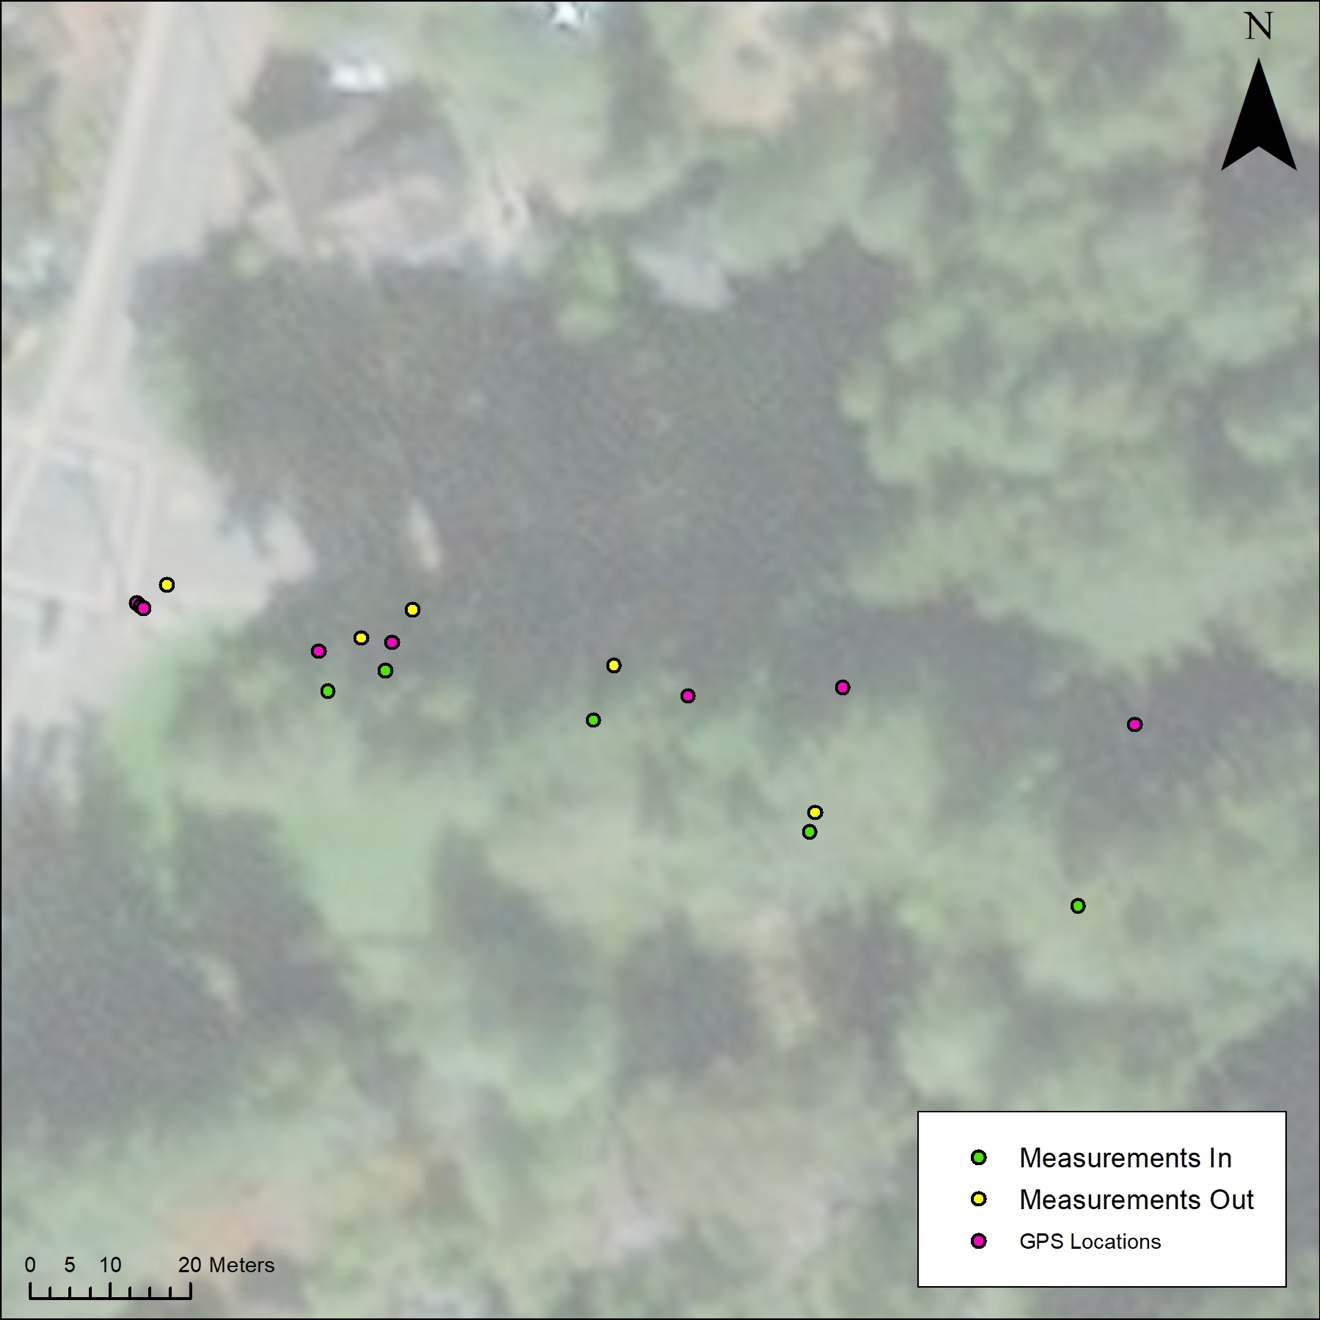 N
Measurements In
Measurements Out
GPS Locations
0 5 10 20 Meters